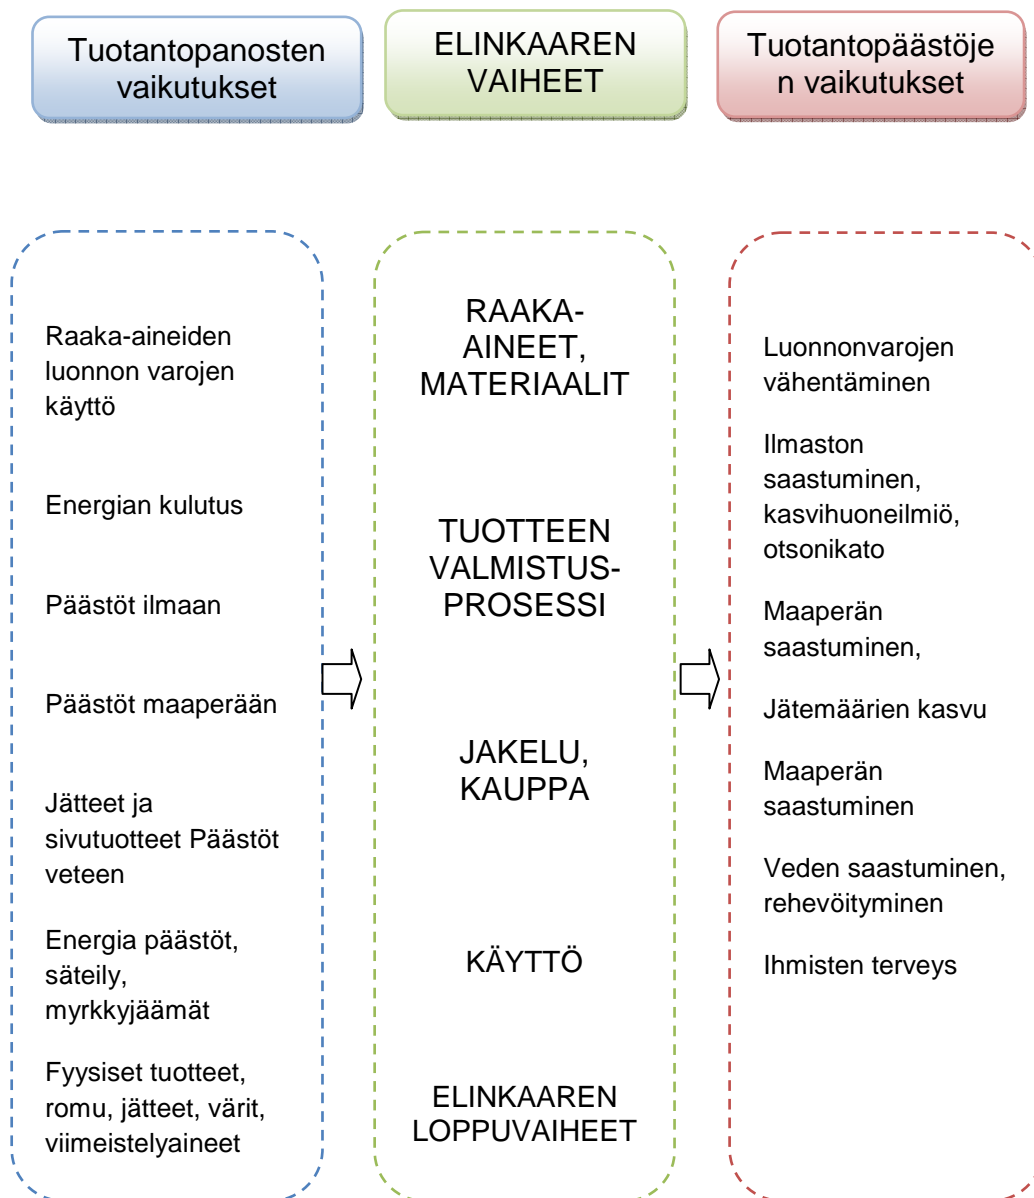 Tuotantopanosten
vaikutukset
ELINKAAREN
VAIHEET
Tuotantopäästöje
n vaikutukset
Raaka-aineiden
luonnon varojen
käyttö
Energian kulutus
Päästöt ilmaan
Päästöt maaperään
Jätteet ja
sivutuotteet Päästöt
veteen
Energia päästöt,
säteily,
myrkkyjäämät
Fyysiset tuotteet,
romu, jätteet, värit,
viimeistelyaineet
RAAKA-
AINEET,
MATERIAALIT
TUOTTEEN
VALMISTUS-
PROSESSI
JAKELU,
KAUPPA
KÄYTTÖ
ELINKAAREN
LOPPUVAIHEET
Luonnonvarojen
vähentäminen
Ilmaston
saastuminen,
kasvihuoneilmiö,
otsonikato
Maaperän
saastuminen,
Jätemäärien kasvu
Maaperän
saastuminen
Veden saastuminen,
rehevöityminen
Ihmisten terveys